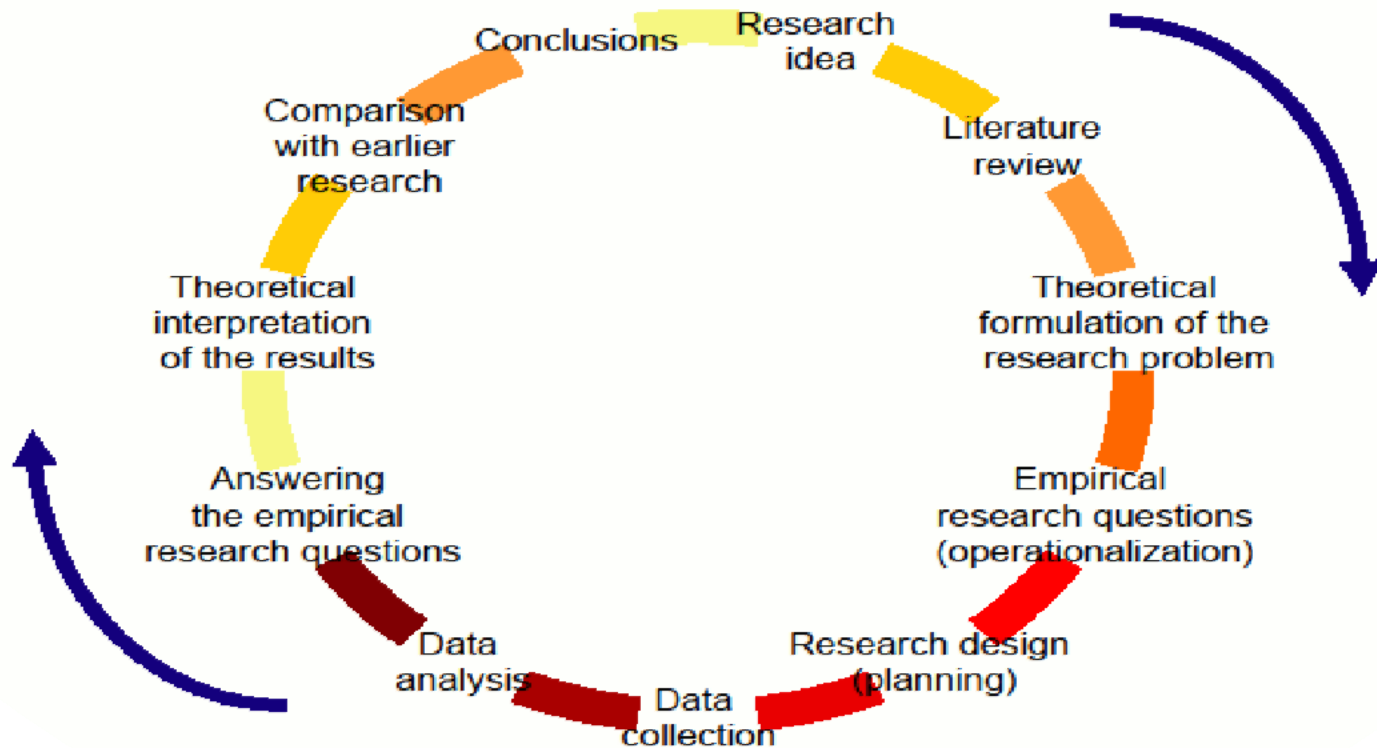 Research
idea
Literature
review
Theoretical
formulation of the
research problem
Empirical
research questions
(operationalization)
Research design
(planning)
Data
collection
Data
analysis
Answering
the empirical
research questions
Theoretical
interpretation
of the results
Comparison
with earlier
research
Conclusions